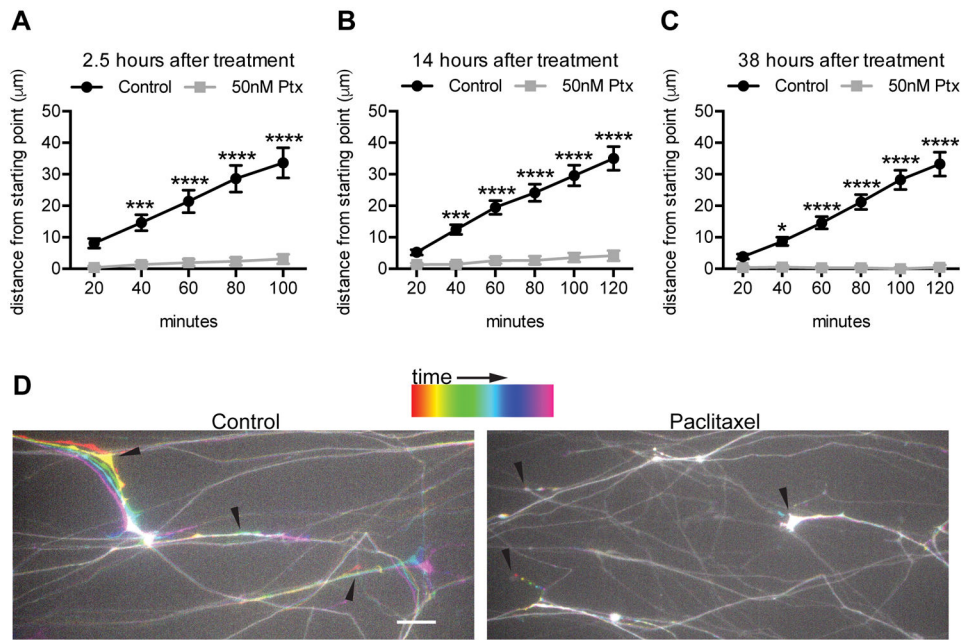 A
2.5 hours after treatment
Control 50nM Ptx
distance from starting point (μm)
50
40
30
20
10
0
***
****
****
****
20 40 60 80 100
minutes
B
14 hours after treatment
Control 50nM Ptx
distance from starting point (μm)
50
40
30
20
10
0
***
****
****
****
****
20 40 60 80 100 120
minutes
C
38 hours after treatment
Control 50nM Ptx
distance from starting point (μm)
50
40
30
20
10
0
*
****
****
****
****
20 40 60 80 100 120
minutes
D
time
Control
Paclitaxel